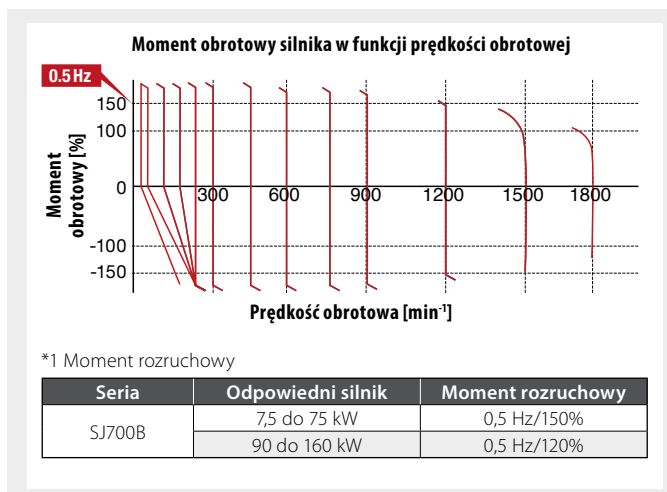 Moment obrotowy silnika w funkcji prędkości obrotowej
0.5 Hz
150
100
0
-100
-150
Moment
obrotowy [%]
300 600 900 1200 1500 1800
Prędkość obrotowa [min⁻¹]
*1 Moment rozruchowy
Seria Odpowiedni silnik Moment rozruchowy
SJ700B 7,5 do 75 kW 0,5 Hz/150%
90 do 160 kW 0,5 Hz/120%